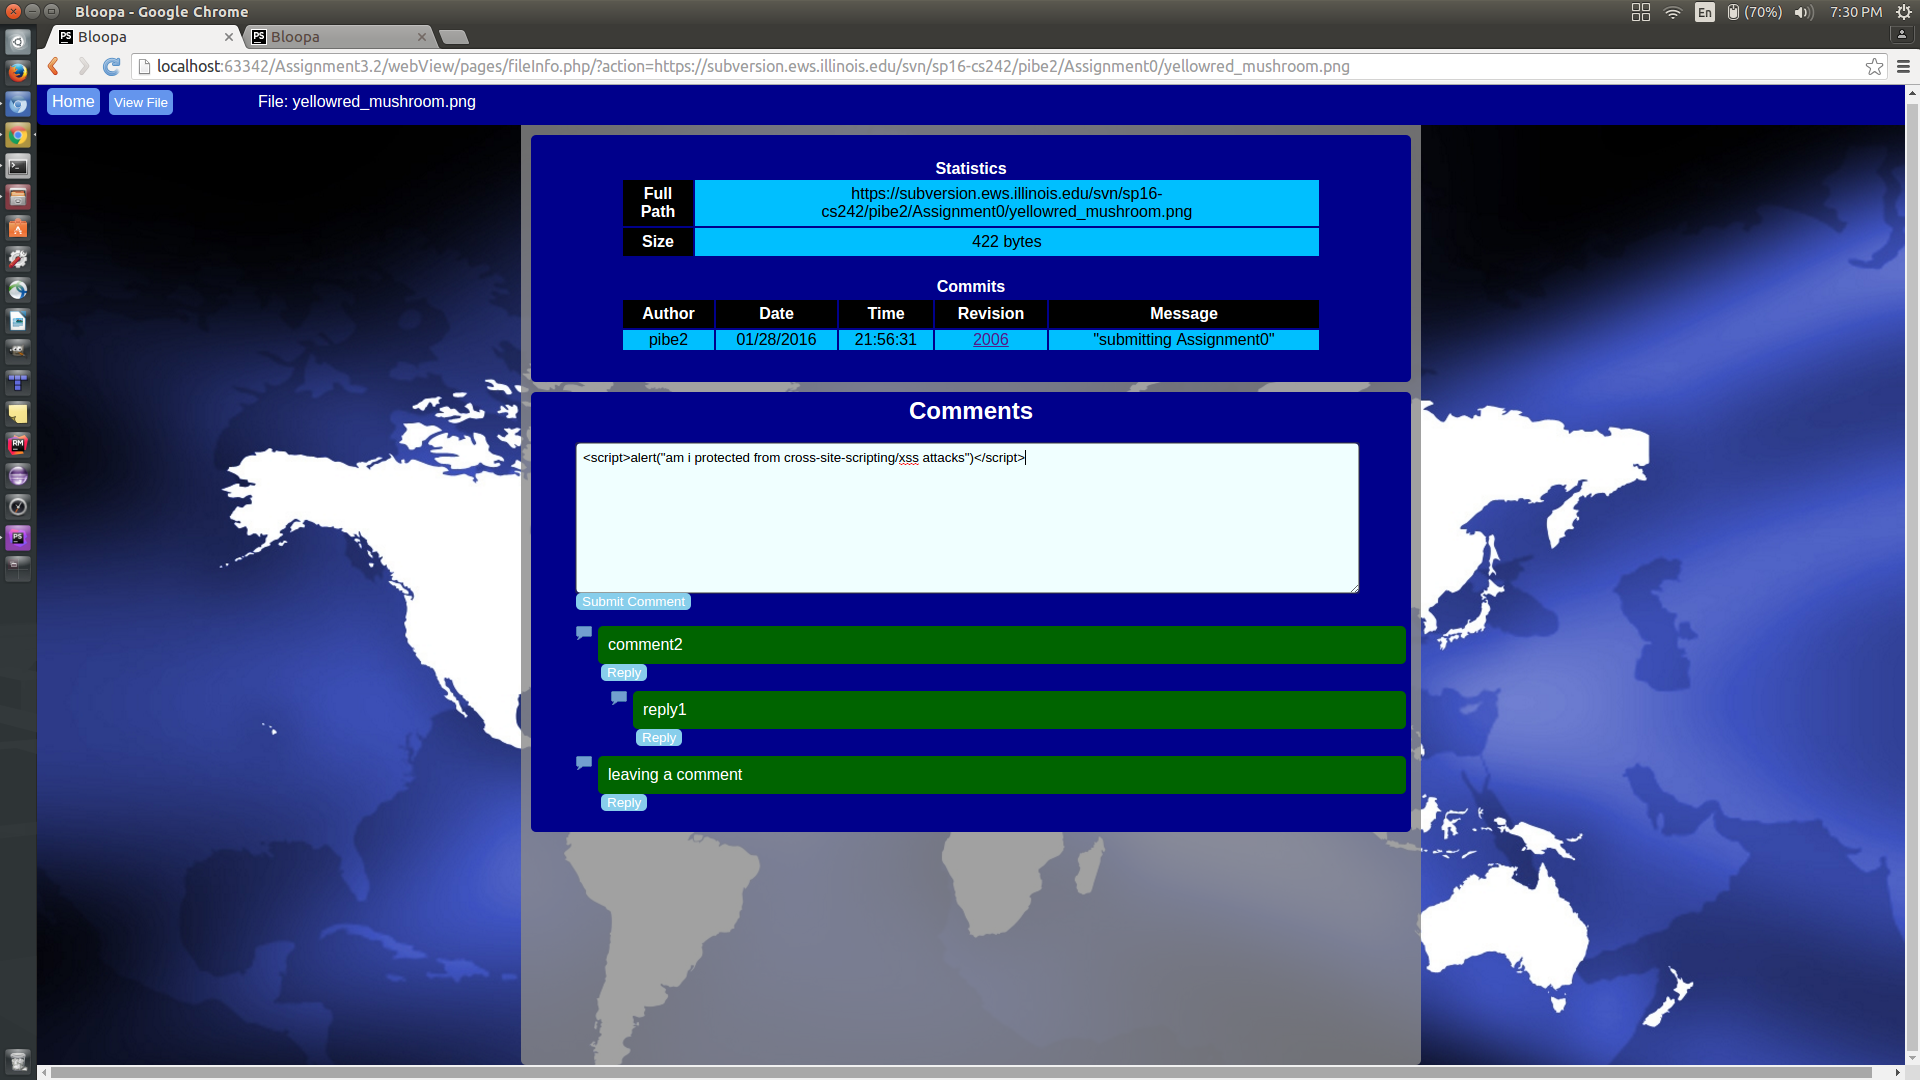 Bloopa - Google Chrome
En
(70%)
7:30 PM
PS Bloopa
PS Bloopa
localhost:63342/Assignment3.2/webView/pages/fileInfo.php/?action=https://subversion.ews.illinois.edu/svn/sp16-cs242/pibe2/Assignment0/yellowred_mushroom.png
Home View File File: yellowred_mushroom.png
Statistics
Full Path https://subversion.ews.illinois.edu/svn/sp16-
cs242/pibe2/Assignment0/yellowred_mushroom.png
Size 422 bytes
Commits
Author Date Time Revision Message
pibe2 01/28/2016 21:56:31 2006 "submitting Assignment0"
Comments
<script>alert("am i protected from cross-site-scripting/xss attacks")</script>
Submit Comment
comment2
Reply
reply1
Reply
leaving a comment
Reply
RM
PS